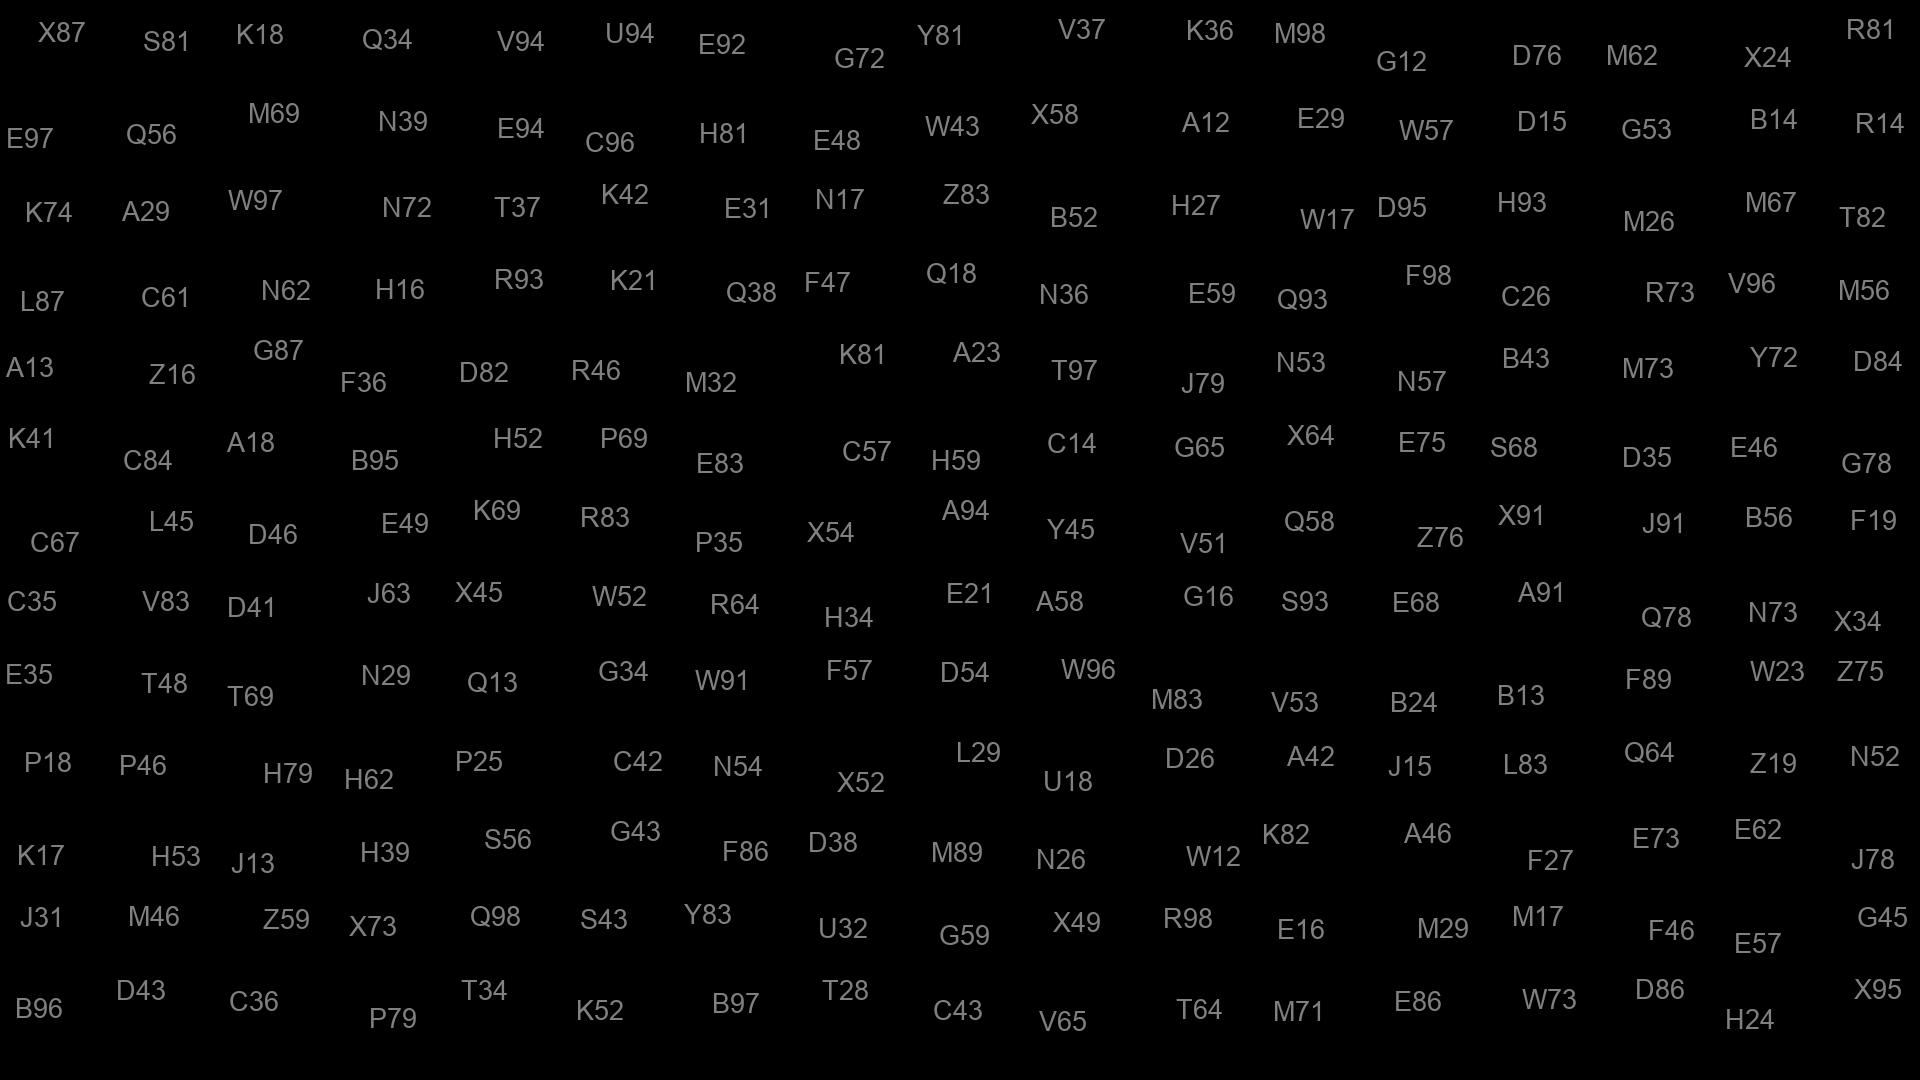 X87 S81 K18 Q34 V94 U94 E92 G72 Y81 V37 K36 M98 G12 D76 M62 X24 R81
E97 Q56 M69 N39 E94 C96 H81 E48 W43 X58 A12 E29 W57 D15 G53 B14 R14
K74 A29 W97 N72 T37 K42 E31 N17 Z83 B52 H27 W17 D95 H93 M26 M67 T82
L87 C61 N62 H16 R93 K21 Q38 F47 Q18 N36 E59 Q93 F98 C26 R73 V96 M56
A13 Z16 G87 F36 D82 R46 M32 K81 A23 T97 J79 N53 N57 B43 M73 Y72 D84
K41 C84 A18 B95 H52 P69 E83 C57 H59 C14 G65 X64 E75 S68 D35 E46 G78
C67 L45 D46 E49 K69 R83 P35 X54 A94 Y45 V51 Q58 Z76 X91 J91 B56 F19
C35 V83 D41 J63 X45 W52 R64 H34 E21 A58 G16 S93 E68 A91 Q78 N73 X34
E35 T48 T69 N29 Q13 G34 W91 F57 D54 W96 M83 V53 B24 B13 F89 W23 Z75
P18 P46 H79 H62 P25 C42 N54 X52 L29 U18 D26 A42 J15 L83 Q64 Z19 N52
K17 H53 J13 H39 S56 G43 F86 D38 M89 N26 W12 K82 A46 F27 E73 E62 J78
J31 M46 Z59 X73 Q98 S43 Y83 U32 G59 X49 R98 E16 M29 M17 F46 E57 G45
B96 D43 C36 P79 T34 K52 B97 T28 C43 V65 T64 M71 E86 W73 D86 H24 X95